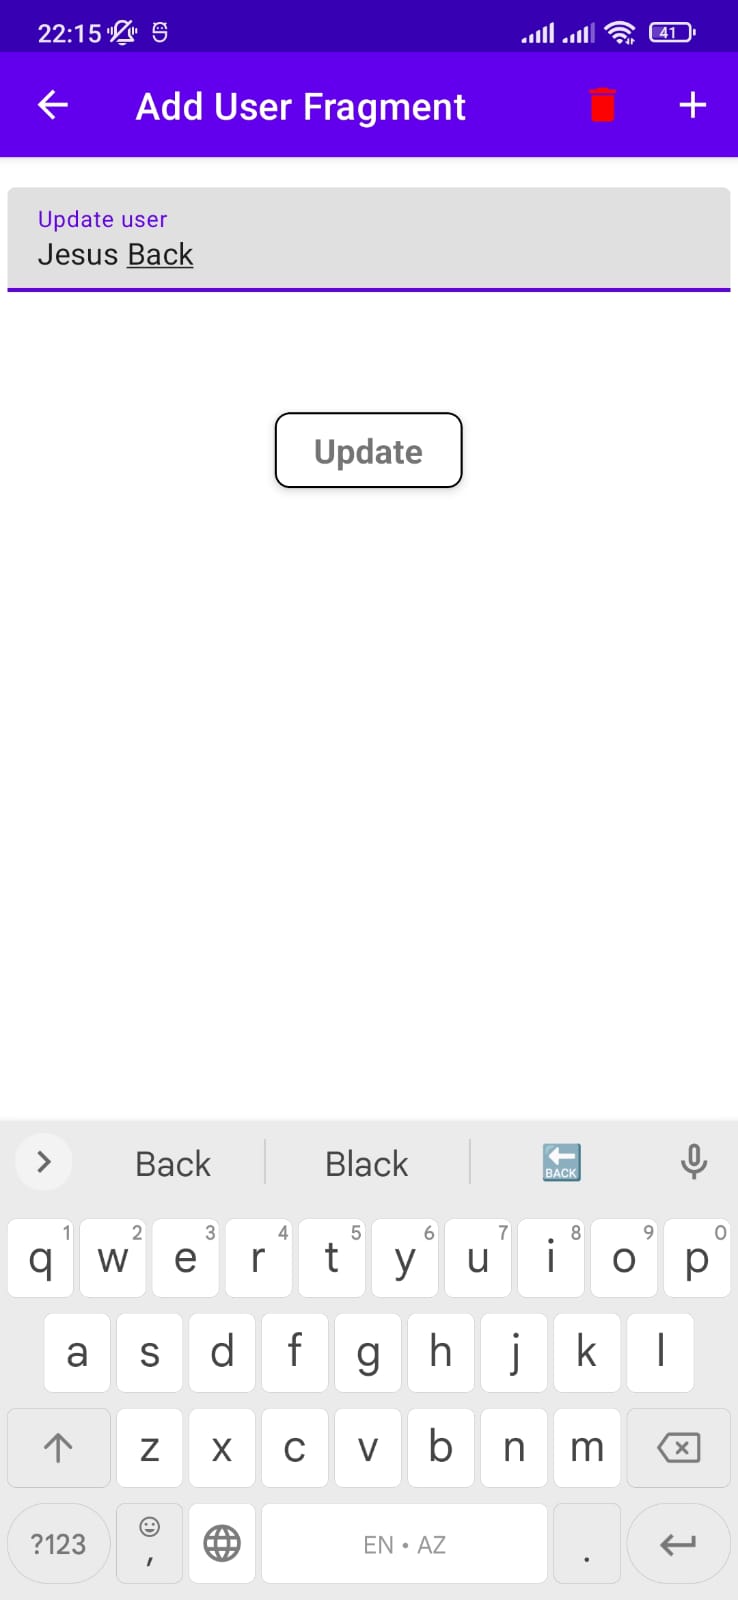 22:15
41
Add User Fragment
Update user
Jesus Back
Update
Back Black BACK
1 2 3 4 5 6 7 8 9 0
q w e r t y u i o p
a s d f g h j k l
z x c v b n m
?123 , EN • AZ .